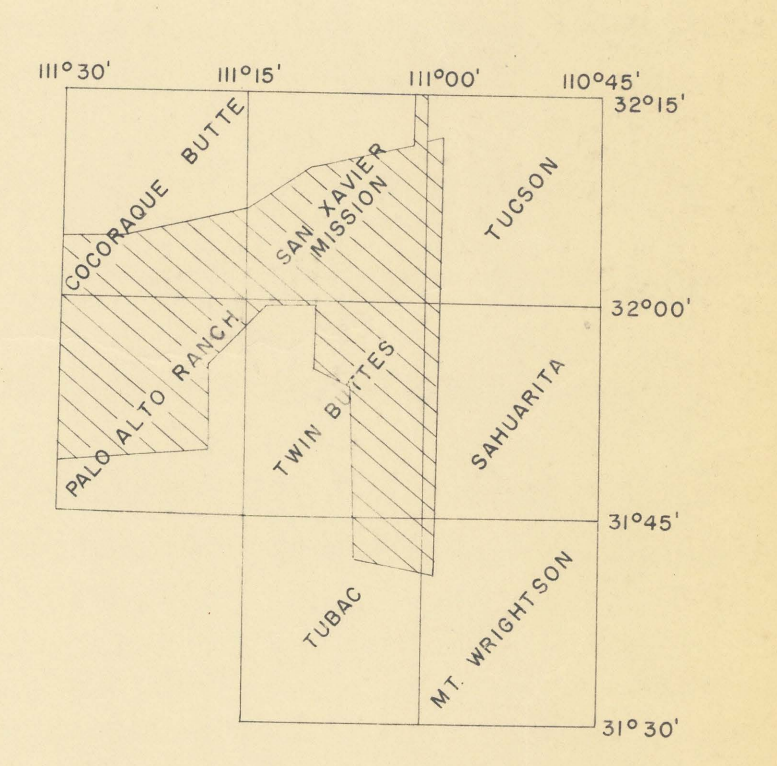 111°30'
111°15'
111°00'
110°45'
32°15'
COCORAQUE BUTTE
SAN XAVIER
MISSION
TUCSON
32°00'
PALO ALTO RANCH
TWIN BUTTES
SAHUARITA
31°45'
TUBAC
MT. WRIGHTSON
31°30'